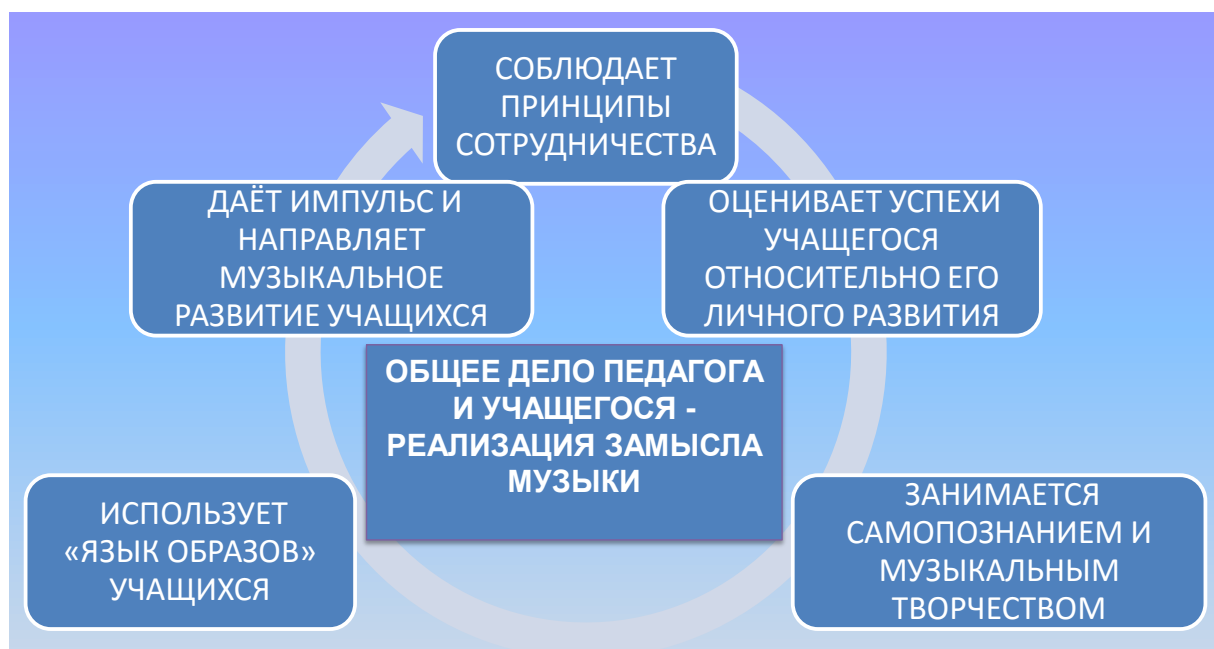 СОБЛЮДАЕТ
ПРИНЦИПЫ
СОТРУДНИЧЕСТВА
ДАЁТ ИМПУЛЬС И
НАПРАВЛЯЕТ
МУЗЫКАЛЬНОЕ
РАЗВИТИЕ УЧАЩИХСЯ
ОЦЕНИВАЕТ УСПЕХИ
УЧАЩЕГОСЯ
ОТНОСИТЕЛЬНО ЕГО
ЛИЧНОГО РАЗВИТИЯ
ОБЩЕЕ ДЕЛО ПЕДАГОГА
И УЧАЩЕГОСЯ -
РЕАЛИЗАЦИЯ ЗАМЫСЛА
МУЗЫКИ
ИСПОЛЬЗУЕТ
«ЯЗЫК ОБРАЗОВ»
УЧАЩИХСЯ
ЗАНИМАЕТСЯ
САМОПОЗНАНИЕМ И
МУЗЫКАЛЬНЫМ
ТВОРЧЕСТВОМ